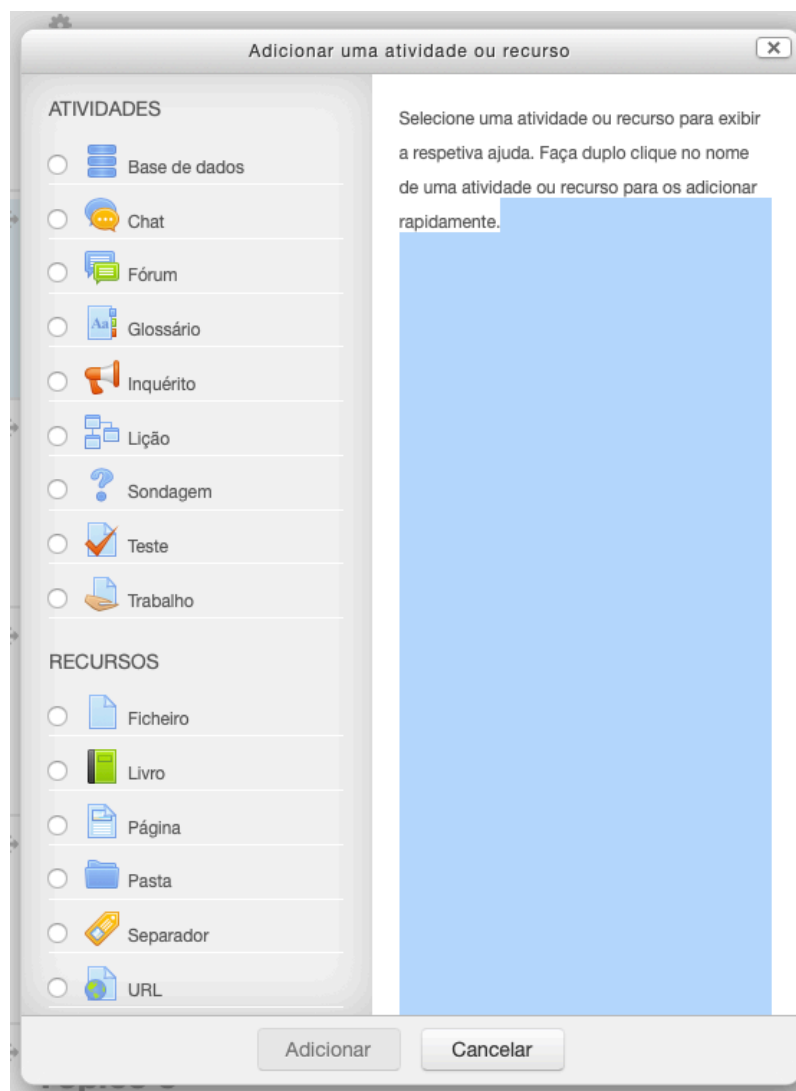 Adicionar uma atividade ou recurso
ATIVIDADES
Base de dados
Chat
Fórum
Aa
Glossário
Inquérito
Lição
Sondagem
Teste
Trabalho
RECURSOS
Ficheiro
Livro
Página
Pasta
Separador
URL
Selecione uma atividade ou recurso para exibir
a respetiva ajuda. Faça duplo clique no nome
de uma atividade ou recurso para os adicionar
rapidamente.
Adicionar
Cancelar